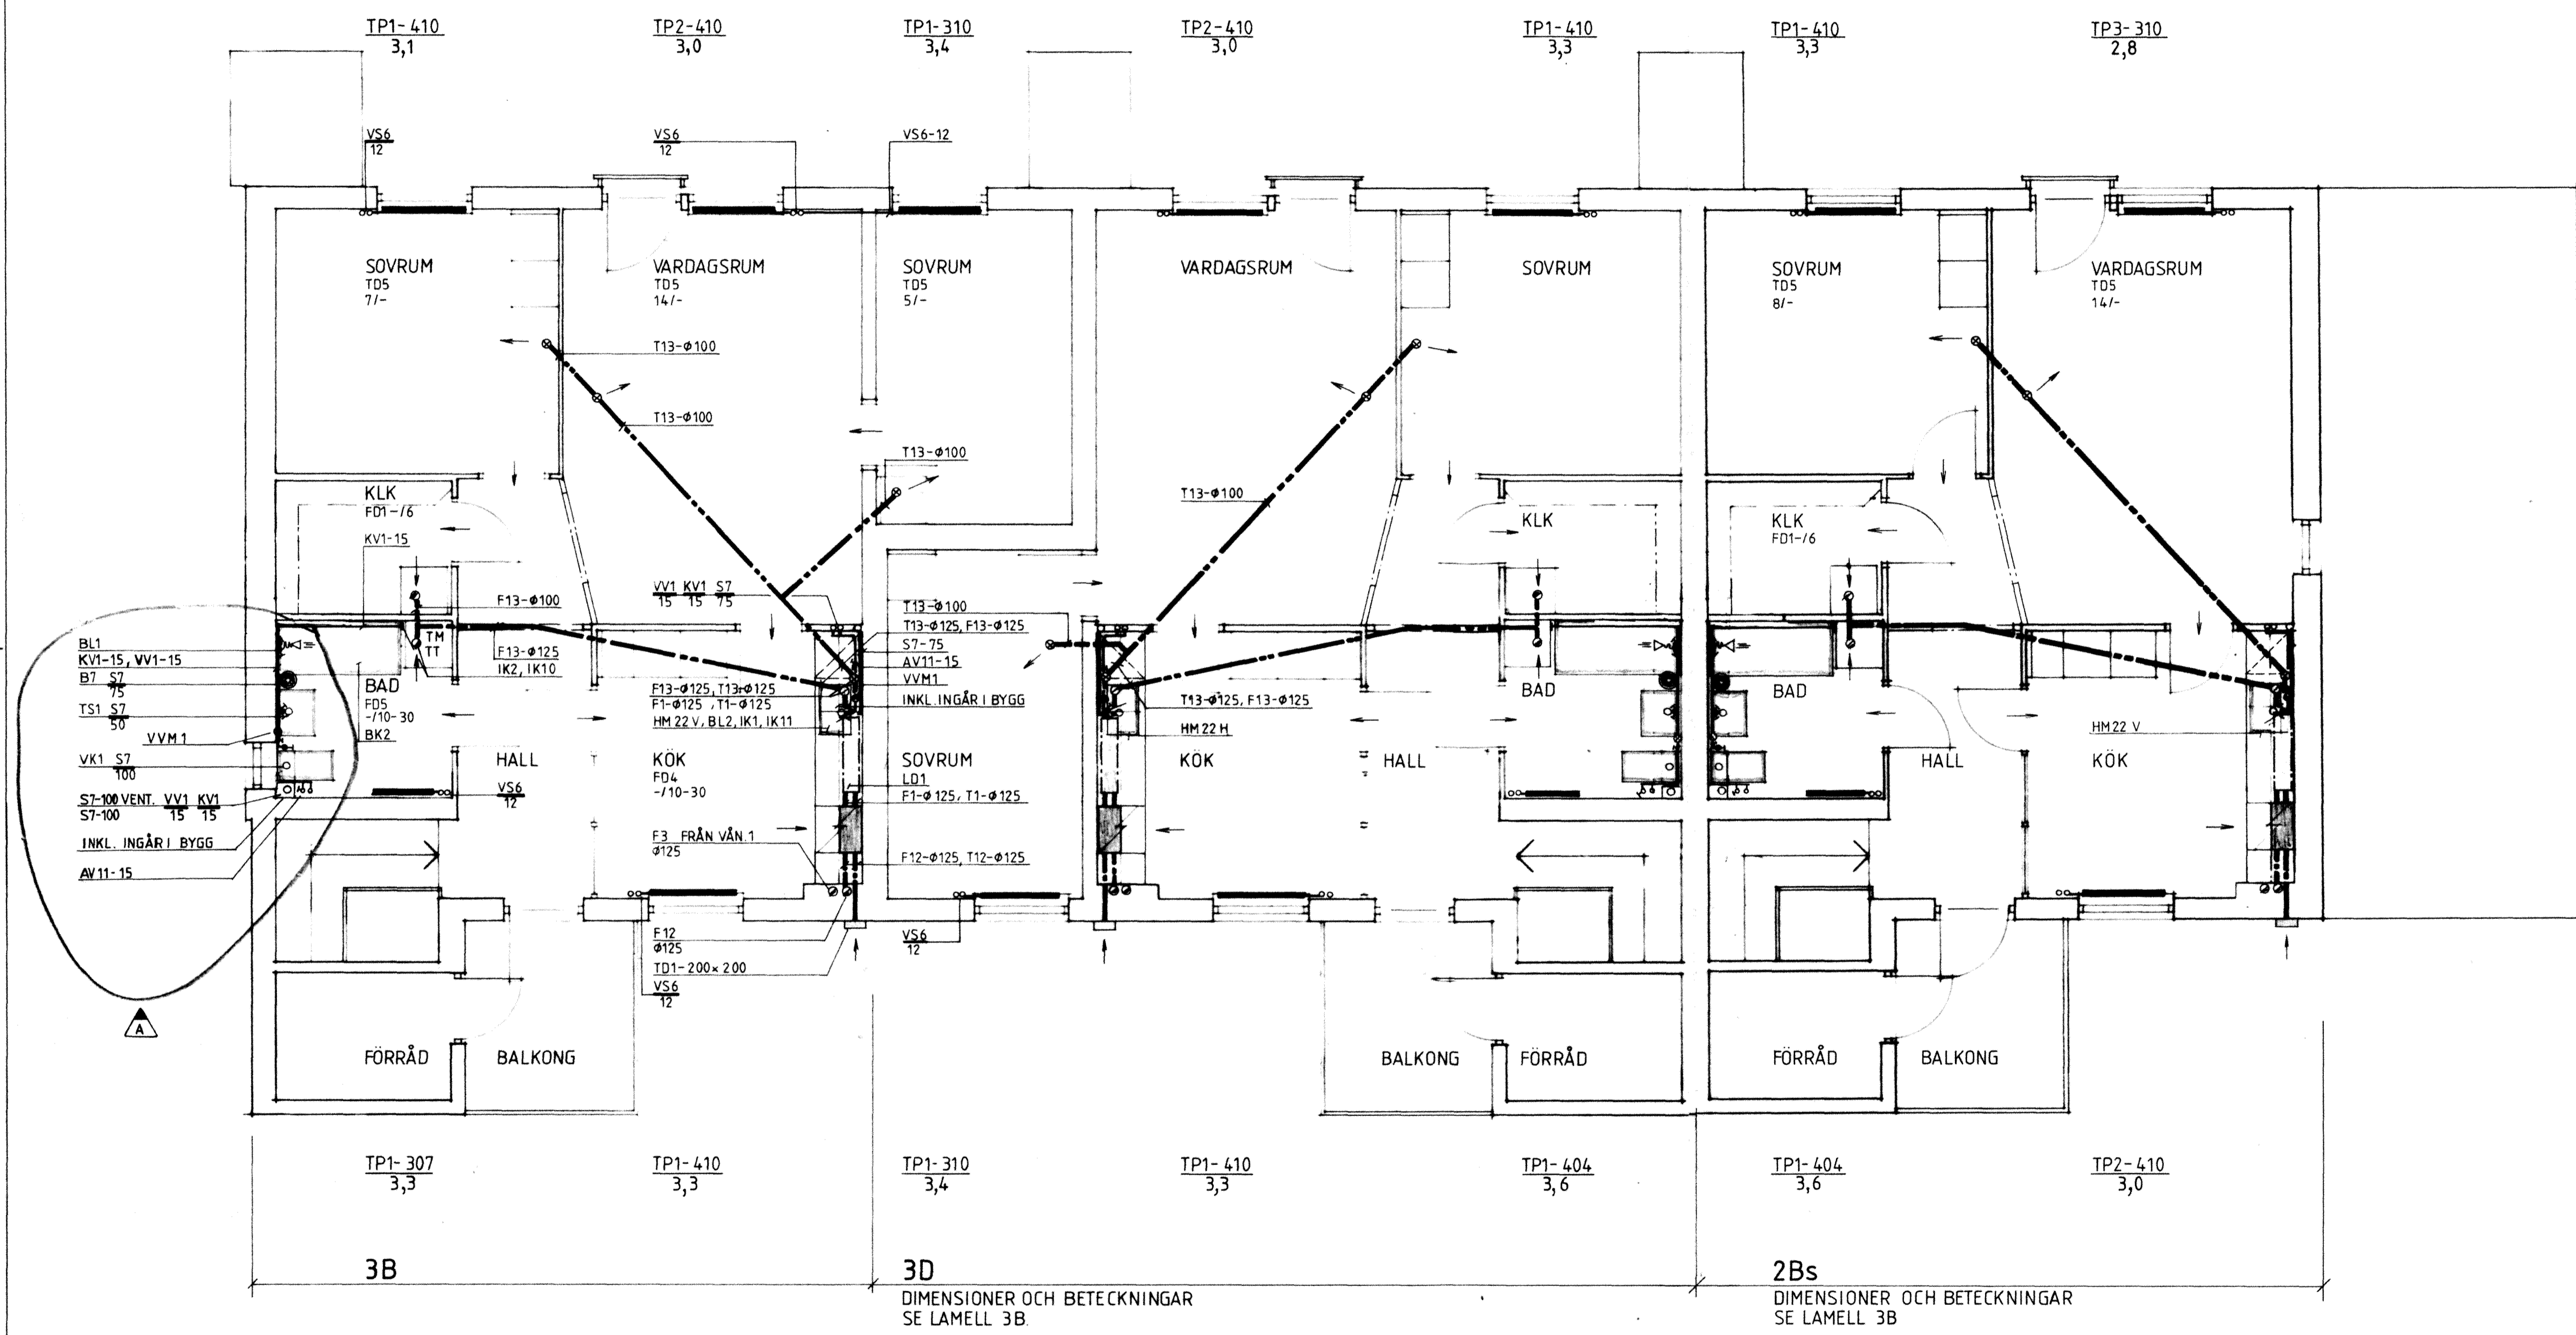 TP1-410
3,1
TP2-410
3,0
TP1-310
3,4
TP2-410
3,0
TP1-410
3,3
TP1-410
3,3
TP3-310
2,8
VS6
12
VS6
12
VS6-12
SOVRUM
TD5
7/-
VARDAGSRUM
TD5
14/-
SOVRUM
TD5
5/-
VARDAGSRUM
SOVRUM
SOVRUM
TD5
8/-
VARDAGSRUM
TD5
14/-
T13-Ø100
T13-Ø100
T13-Ø100
T13-Ø100
KLK
FD1-/6
KV1-15
KLK
KLK
FD1-/6
F13-Ø100
VV1 KV1 S7
15 15 75
T13-Ø100
T13-Ø125, F13-Ø125
S7-75
AV11-15
VVM1
INKL. INGÅR I BYGG
TM
TT
F13-Ø125
IK2, IK10
BL1
KV1-15, VV1-15
B7 S7
75
TS1 S7
50
VVM1
VK1 S7
100
S7-100 VENT. VV1 KV1
S7-100 15 15
INKL. INGÅR I BYGG
AV11-15
BAD
FD5
-/10-30
BK2
F13-Ø125, T13-Ø125
F1-Ø125, T1-Ø125
HM 22 V, BL2, IK1, IK11
T13-Ø125, F13-Ø125
HM 22 H
BAD
BAD
HM 22 V
HALL
VS6
12
KÖK
FD4
-/10-30
SOVRUM
LD1
F1-Ø125, T1-Ø125
KÖK
HALL
HALL
KÖK
F3 FRÅN VÅN.1
Ø125
F12-Ø125, T12-Ø125
F12
Ø125
TD1-200x200
VS6
12
VS6
12
A
FÖRRÅD
BALKONG
BALKONG
FÖRRÅD
FÖRRÅD
BALKONG
TP1-307
3,3
TP1-410
3,3
TP1-310
3,4
TP1-410
3,3
TP1-404
3,6
TP1-404
3,6
TP2-410
3,0
3B
3D
DIMENSIONER OCH BETECKNINGAR
SE LAMELL 3B.
2Bs
DIMENSIONER OCH BETECKNINGAR
SE LAMELL 3B